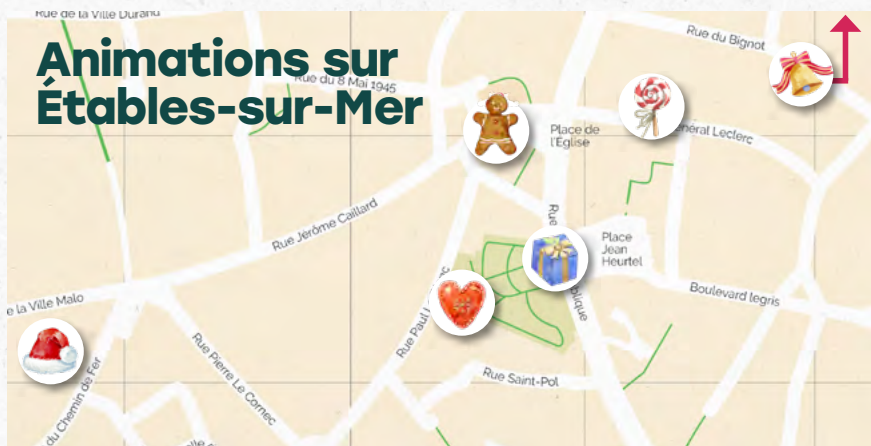 Rue de la Ville Durand
Animations sur
Étables-sur-Mer
Rue du Bignot
Rue du 8 Mai 1945
Place de
l'Église
énéral Leclerc
Rue Jérôme Caillard
Rue
Place
Jean
Heurtel
blique
Boulevard legris
e la Ville Malo
Rue Paul
Rue Pierre Le Cornec
Rue Saint-Pol
du Chemin de Fer